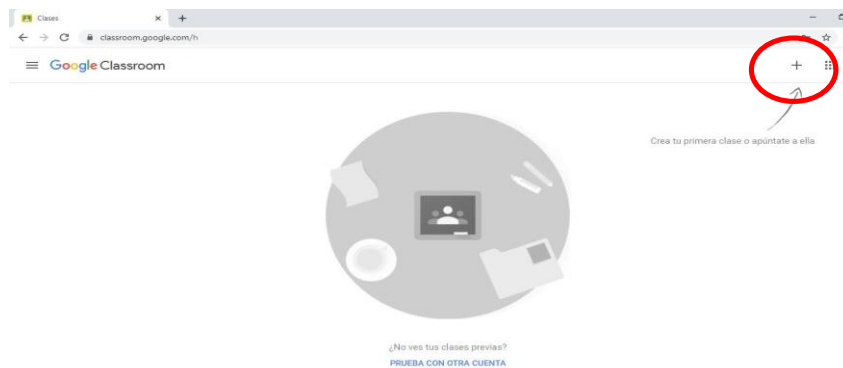 Clases
classroom.google.com/h
Google Classroom
Crea tu primera clase o apúntate a ella
¿No ves tus clases previas?
PRUEBA CON OTRA CUENTA